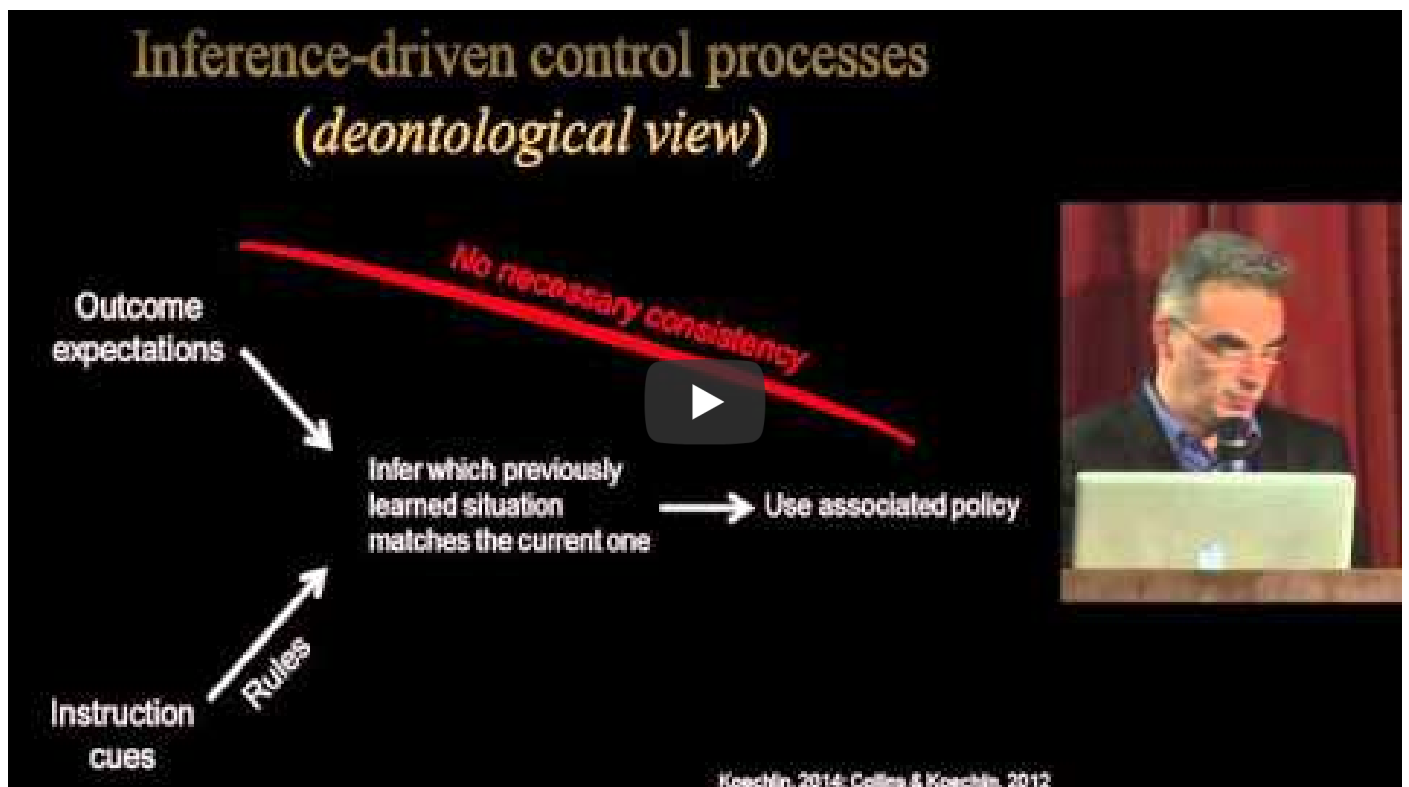 Inference-driven control processes
(deontological view)
No necessary consistency
Outcome
expectations
Infer which previously
learned situation
matches the current one
Use associated policy
Rules
Instruction
cues
Koechlin, 2014; Collins & Koechlin, 2012